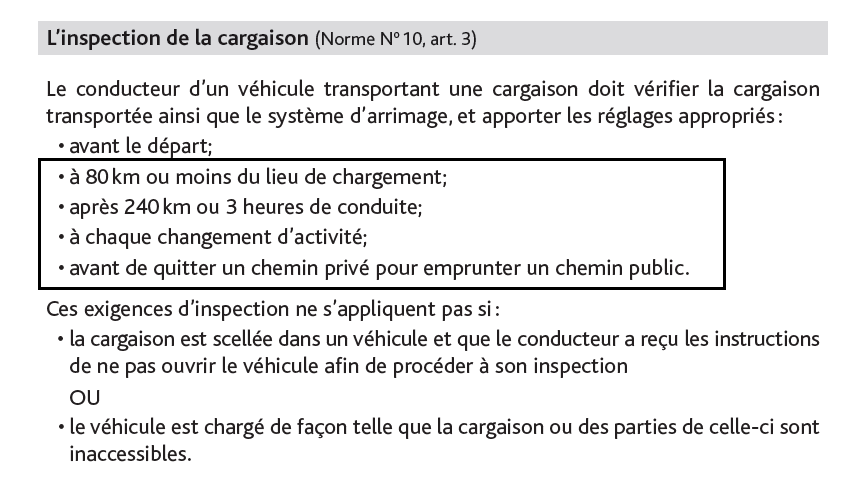 L’inspection de la cargaison (Norme Nº 10, art. 3)
Le conducteur d’un véhicule transportant une cargaison doit vérifier la cargaison
transportée ainsi que le système d’arrimage, et apporter les réglages appropriés :
• avant le départ;
• à 80 km ou moins du lieu de chargement;
• après 240 km ou 3 heures de conduite;
• à chaque changement d’activité;
• avant de quitter un chemin privé pour emprunter un chemin public.
Ces exigences d’inspection ne s’appliquent pas si :
• la cargaison est scellée dans un véhicule et que le conducteur a reçu les instructions
de ne pas ouvrir le véhicule afin de procéder à son inspection
OU
• le véhicule est chargé de façon telle que la cargaison ou des parties de celle-ci sont
inaccessibles.